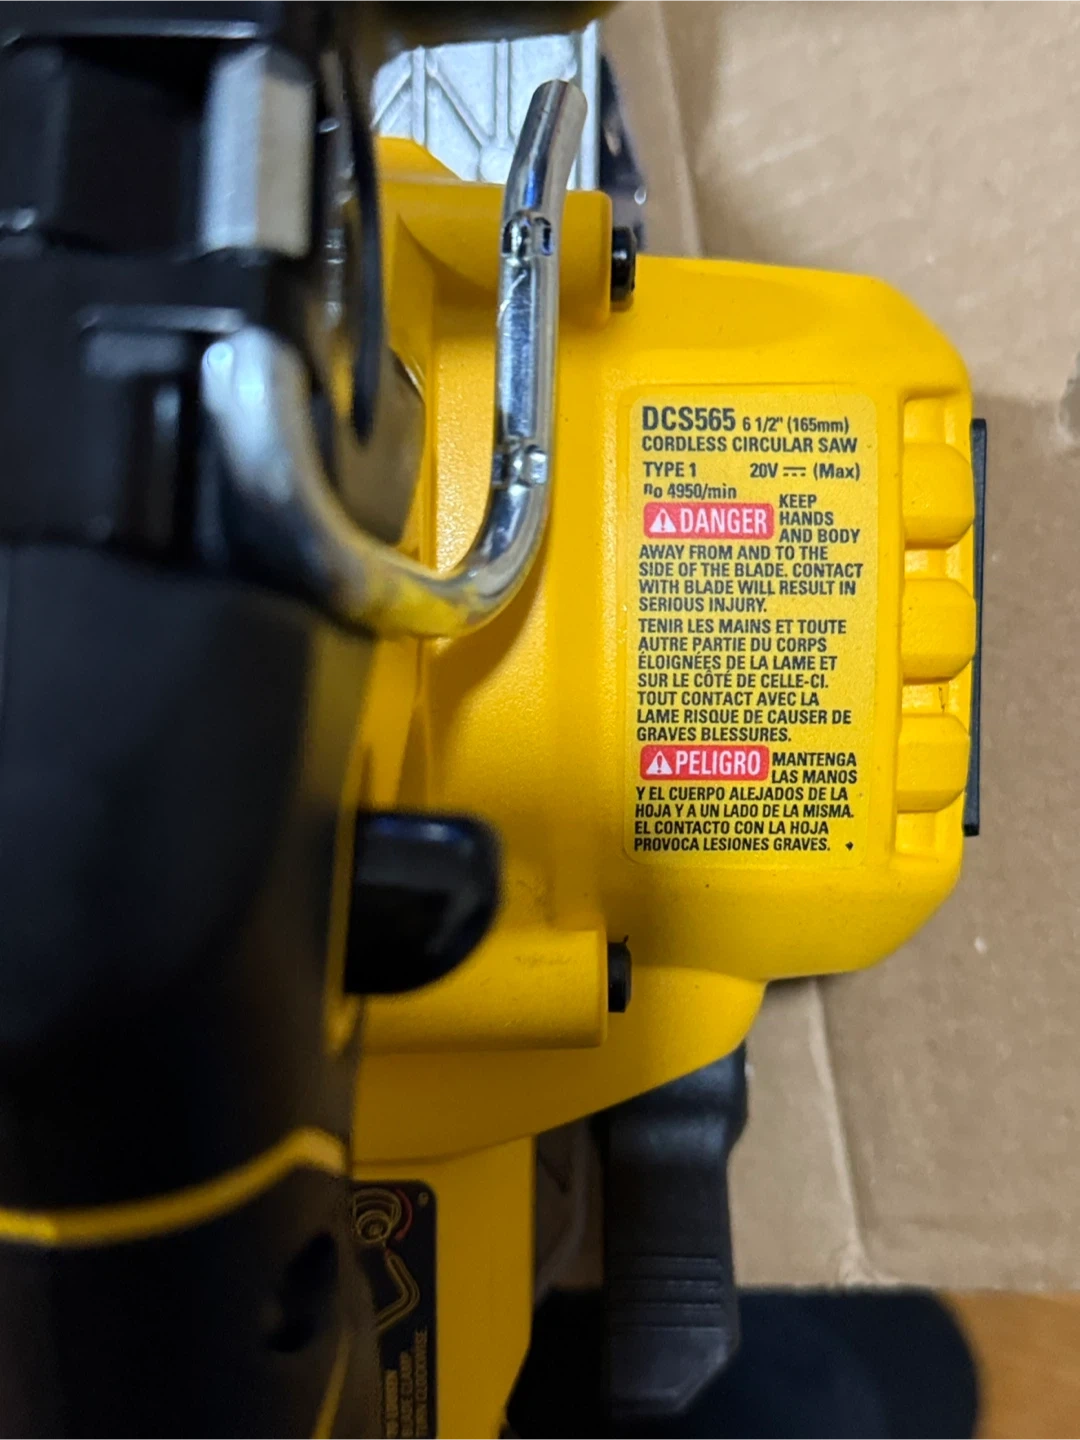 DCS565 6 1/2" (165mm)
CORDLESS CIRCULAR SAW
TYPE 1 20V ⎓ (Max)
n₀ 4950/min
⚠ DANGER KEEP
HANDS
AND BODY
AWAY FROM AND TO THE
SIDE OF THE BLADE. CONTACT
WITH BLADE WILL RESULT IN
SERIOUS INJURY.
TENIR LES MAINS ET TOUTE
AUTRE PARTIE DU CORPS
ÉLOIGNÉES DE LA LAME ET
SUR LE CÔTÉ DE CELLE-CI.
TOUT CONTACT AVEC LA
LAME RISQUE DE CAUSER DE
GRAVES BLESSURES.
⚠ PELIGRO MANTENGA
LAS MANOS
Y EL CUERPO ALEJADOS DE LA
HOJA Y A UN LADO DE LA MISMA.
EL CONTACTO CON LA HOJA
PROVOCA LESIONES GRAVES.
BLADE CLAMP,